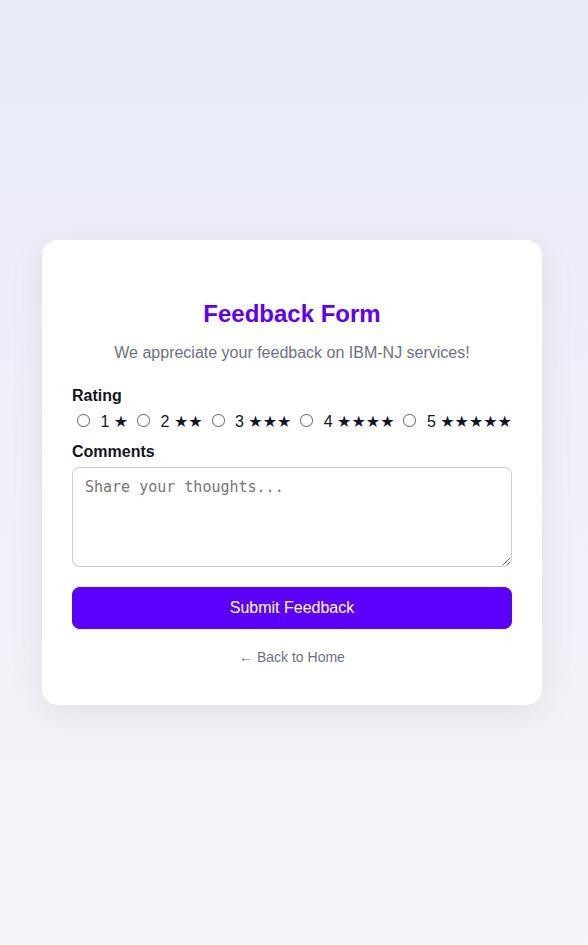 Feedback Form
We appreciate your feedback on IBM-NJ services!
Rating
1 ★ 2 ★★ 3 ★★★ 4 ★★★★ 5 ★★★★★
Comments
Share your thoughts...
Submit Feedback
← Back to Home